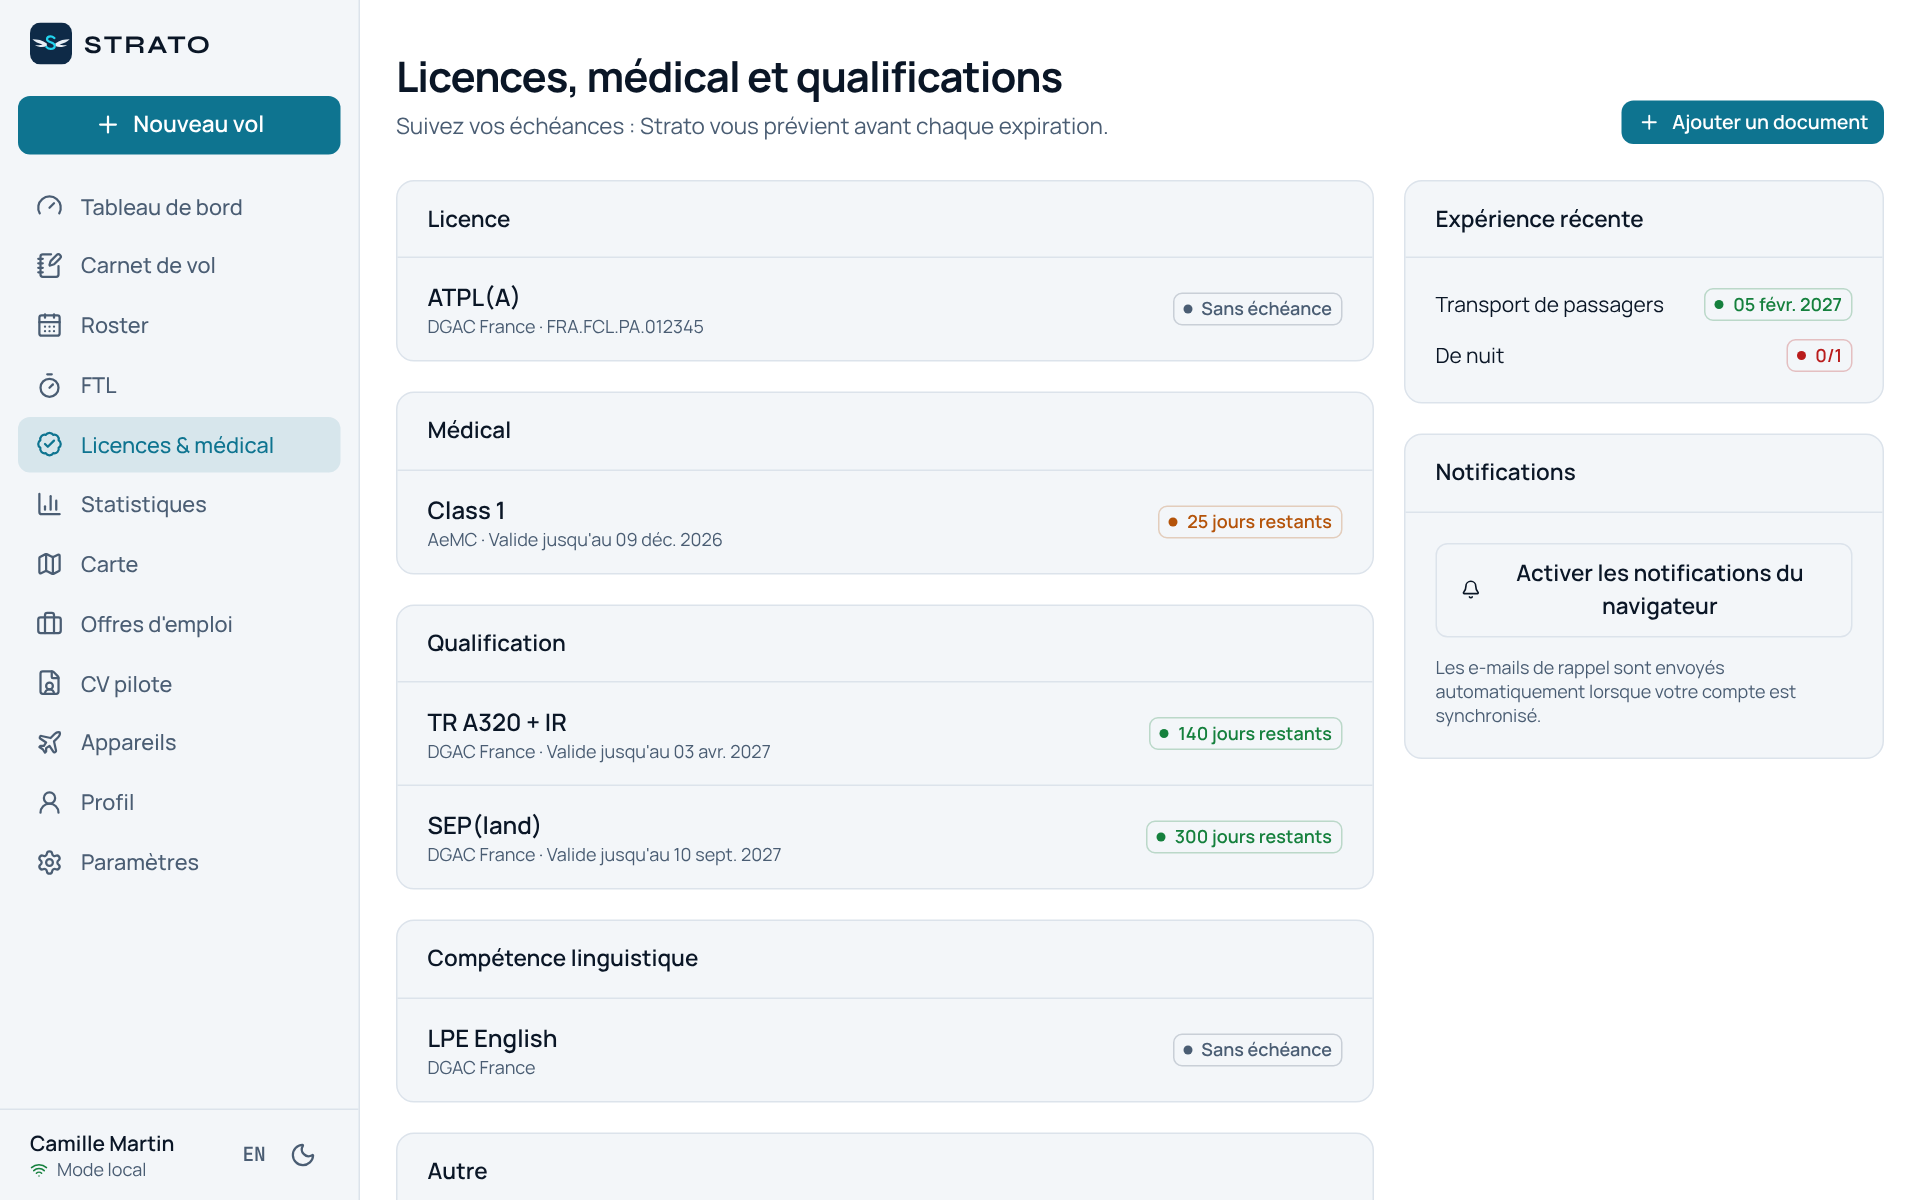 STRATO
Nouveau vol
Tableau de bord
Carnet de vol
Roster
FTL
Licences & médical
Statistiques
Carte
Offres d'emploi
CV pilote
Appareils
Profil
Paramètres
Camille Martin
Mode local
EN
Licences, médical et qualifications
Suivez vos échéances : Strato vous prévient avant chaque expiration.
Ajouter un document
Licence
ATPL(A)
DGAC France · FRA.FCL.PA.012345
Sans échéance
Médical
Class 1
AeMC · Valide jusqu'au 09 déc. 2026
25 jours restants
Qualification
TR A320 + IR
DGAC France · Valide jusqu'au 03 avr. 2027
140 jours restants
SEP(land)
DGAC France · Valide jusqu'au 10 sept. 2027
300 jours restants
Compétence linguistique
LPE English
DGAC France
Sans échéance
Autre
Expérience récente
Transport de passagers
05 févr. 2027
De nuit
0/1
Notifications
Activer les notifications du
navigateur
Les e-mails de rappel sont envoyés
automatiquement lorsque votre compte est
synchronisé.